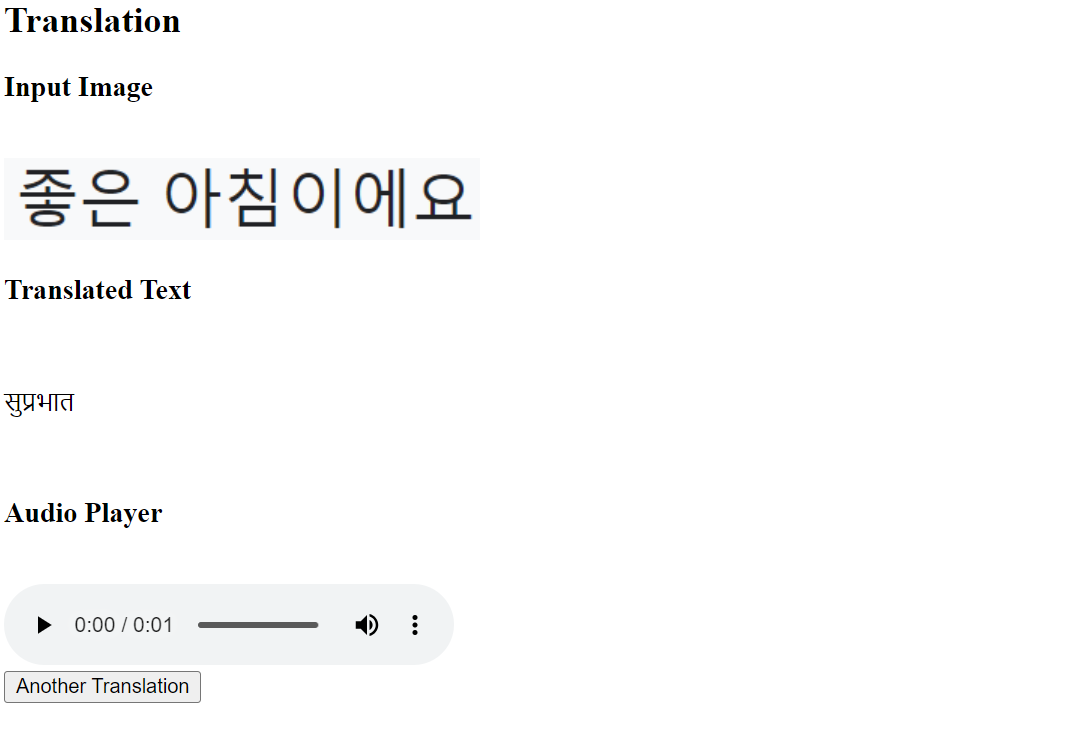 Translation
Input Image
좋은 아침이에요
Translated Text
सुप्रभात
Audio Player
0:00 / 0:01
Another Translation